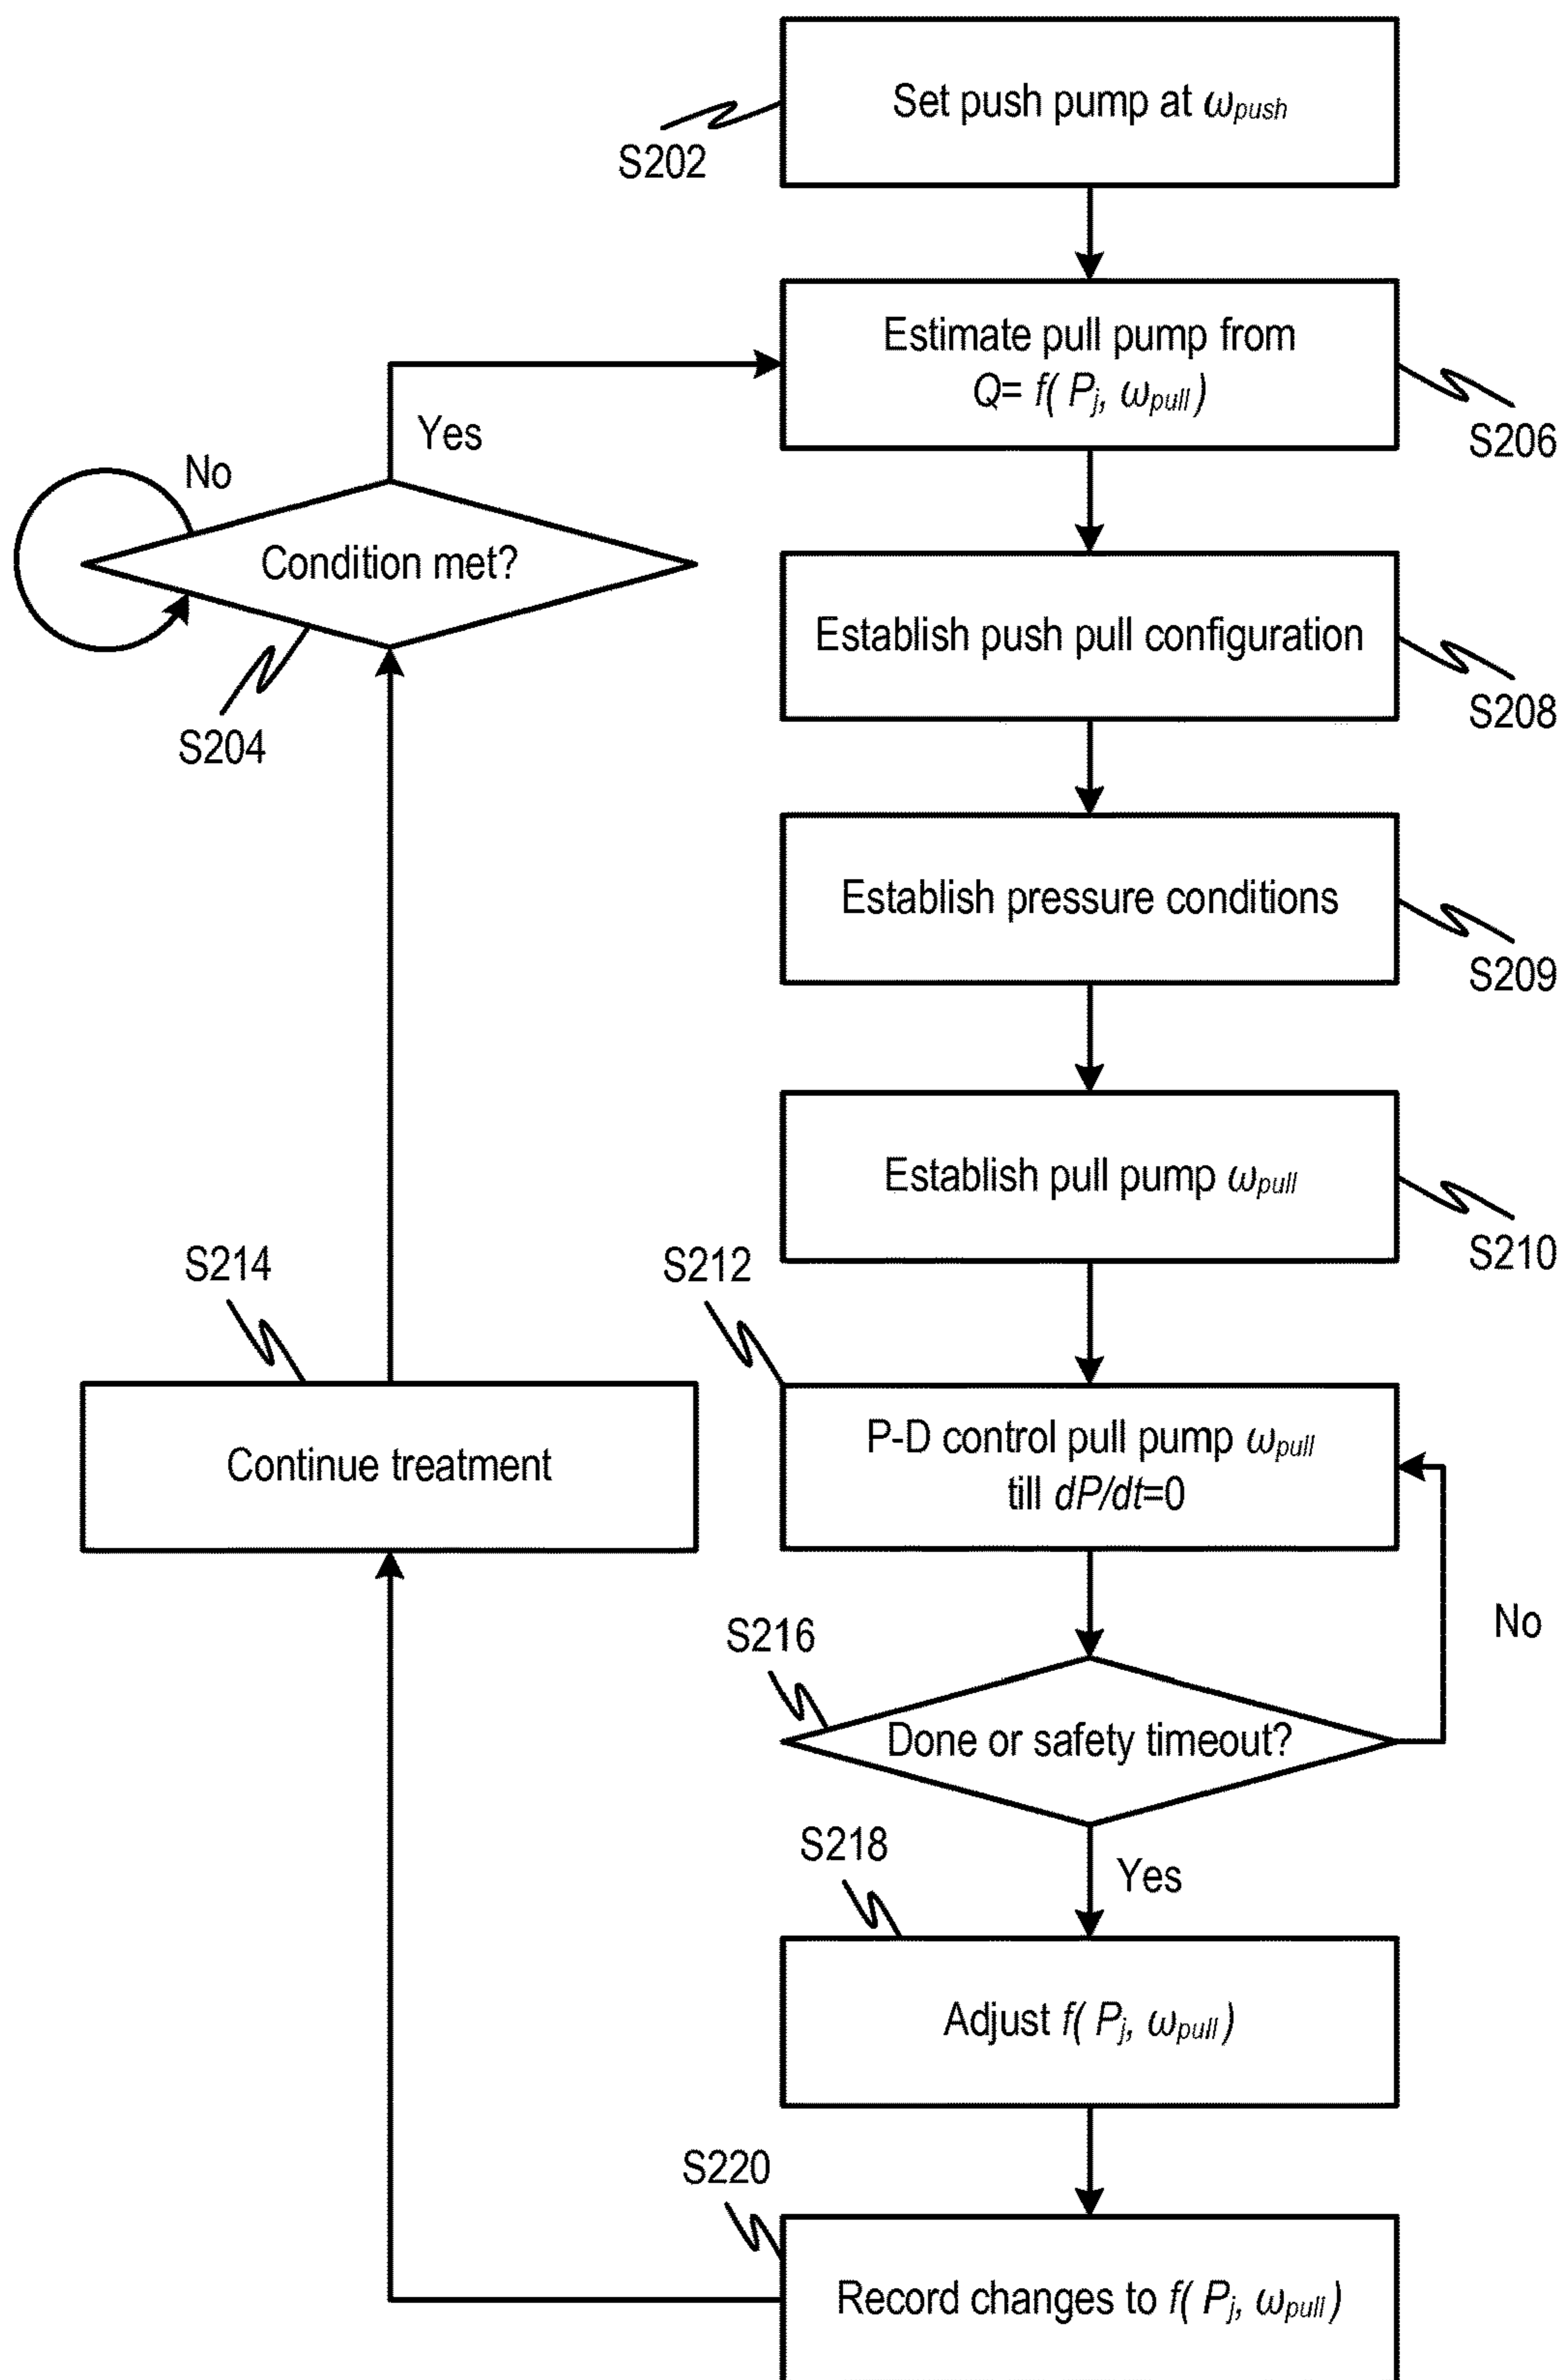 Set push pump at ωpush
S202
Estimate pull pump from
Q= f( Pj, ωpull)
S206
Yes
No
Condition met?
S204
Establish push pull configuration
S208
Establish pressure conditions
S209
Establish pull pump ωpull
S210
S214
S212
Continue treatment
P-D control pull pump ωpull
till dP/dt=0
No
S216
Done or safety timeout?
S218
Yes
Adjust f( Pj, ωpull)
S220
Record changes to f( Pj, ωpull)